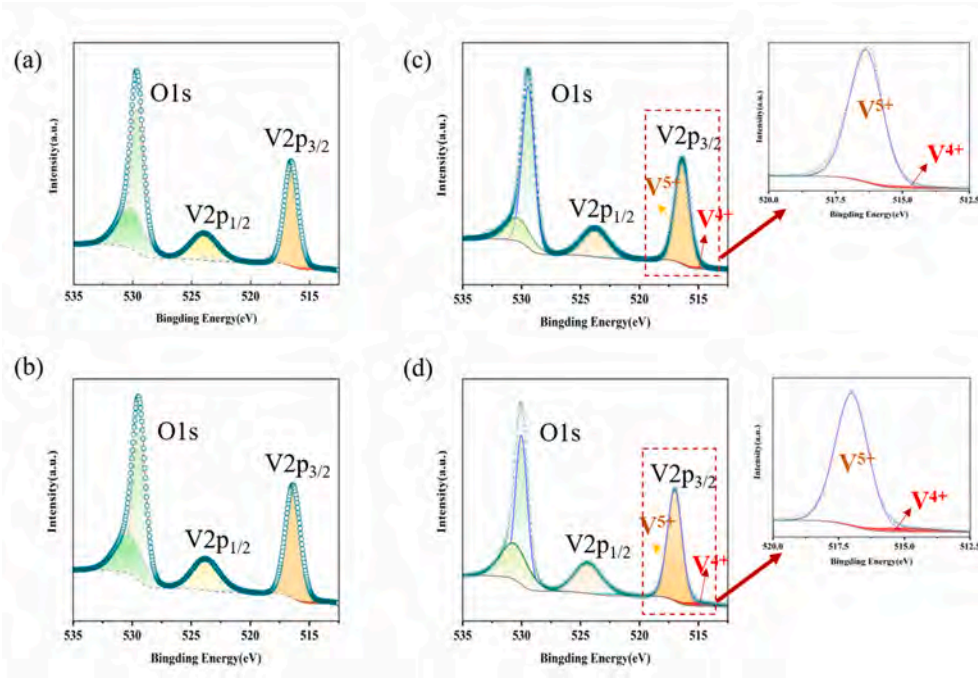 (a)
O1s
V2p3/2
V2p1/2
Intensity(a.u.)
535 530 525 520 515
Bingding Energy(eV)
(c)
O1s
V2p3/2
V5+
V2p1/2
V4+
Intensity(a.u.)
535 530 525 520 515
Bingding Energy(eV)
V5+
V4+
Intensity(a.u.)
520.0 517.5 515.0 512.5
Bingding Energy(eV)
(b)
O1s
V2p3/2
V2p1/2
Intensity(a.u.)
535 530 525 520 515
Bingding Energy(eV)
(d)
O1s
V2p3/2
V5+
V2p1/2
V4+
Intensity(a.u.)
535 530 525 520 515
Bingding Energy(eV)
V5+
V4+
Intensity(a.u.)
520.0 517.5 515.0 512.5
Bingding Energy(eV)